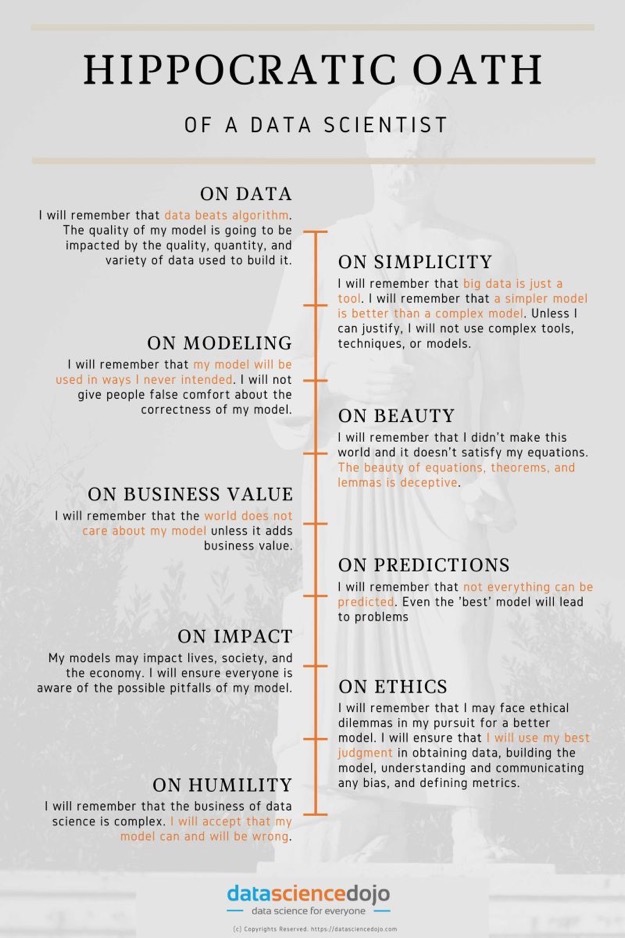 HIPPOCRATIC OATH
OF A DATA SCIENTIST
ON DATA
I will remember that data beats algorithm.
The quality of my model is going to be
impacted by the quality, quantity, and
variety of data used to build it.
ON SIMPLICITY
I will remember that big data is just a
tool. I will remember that a simpler model
is better than a complex model. Unless I
can justify, I will not use complex tools,
techniques, or models.
ON MODELING
I will remember that my model will be
used in ways I never intended. I will not
give people false comfort about the
correctness of my model.
ON BEAUTY
I will remember that I didn't make this
world and it doesn't satisfy my equations.
The beauty of equations, theorems, and
lemmas is deceptive.
ON BUSINESS VALUE
I will remember that the world does not
care about my model unless it adds
business value.
ON PREDICTIONS
I will remember that not everything can be
predicted. Even the 'best' model will lead
to problems
ON IMPACT
My models may impact lives, society, and
the economy. I will ensure everyone is
aware of the possible pitfalls of my model.
ON ETHICS
I will remember that I may face ethical
dilemmas in my pursuit for a better
model. I will ensure that I will use my best
judgment in obtaining data, building the
model, understanding and communicating
any bias, and defining metrics.
ON HUMILITY
I will remember that the business of data
science is complex. I will accept that my
model can and will be wrong.
datasciencedojo
data science for everyone
(c) Copyrights Reserved. https://datasciencedojo.com